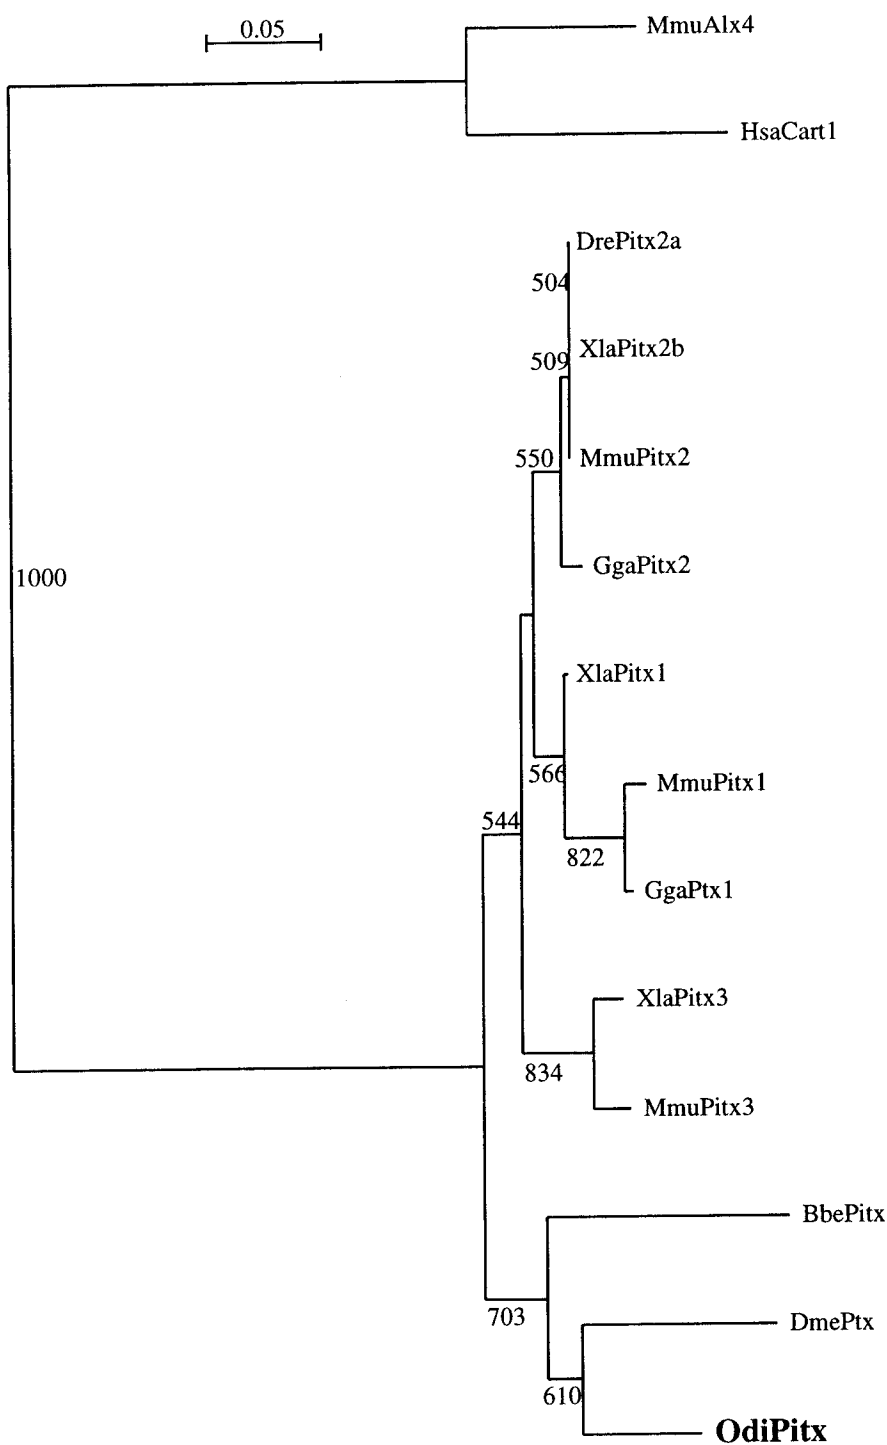 0.05
MmuAlx4
HsaCart1
DrePitx2a
504
XlaPitx2b
509
MmuPitx2
550
GgaPitx2
1000
XlaPitx1
566
MmuPitx1
544
822
GgaPtx1
XlaPitx3
834
MmuPitx3
BbePitx
703
DmePtx
610
OdiPitx